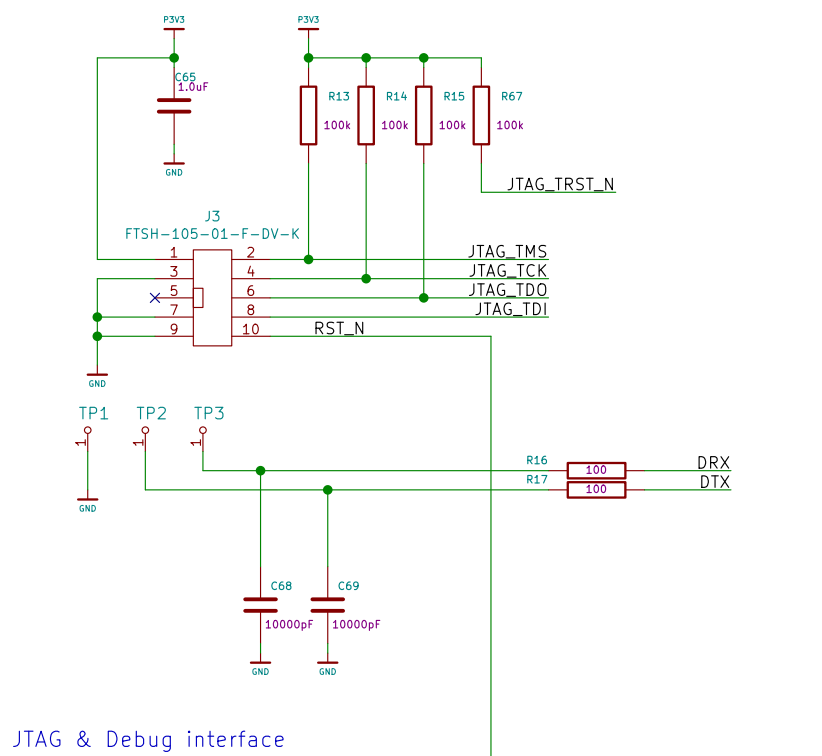 P3V3
P3V3
C65
1.0uF
R13
R14
R15
R67
100k
100k
100k
100k
GND
JTAG_TRST_N
J3
FTSH-105-01-F-DV-K
1
2
JTAG_TMS
3
4
JTAG_TCK
5
6
JTAG_TDO
7
8
JTAG_TDI
9
10
RST_N
GND
TP1
TP2
TP3
1
1
1
R16
100
DRX
R17
100
DTX
GND
C68
C69
10000pF
10000pF
GND
GND
JTAG & Debug interface